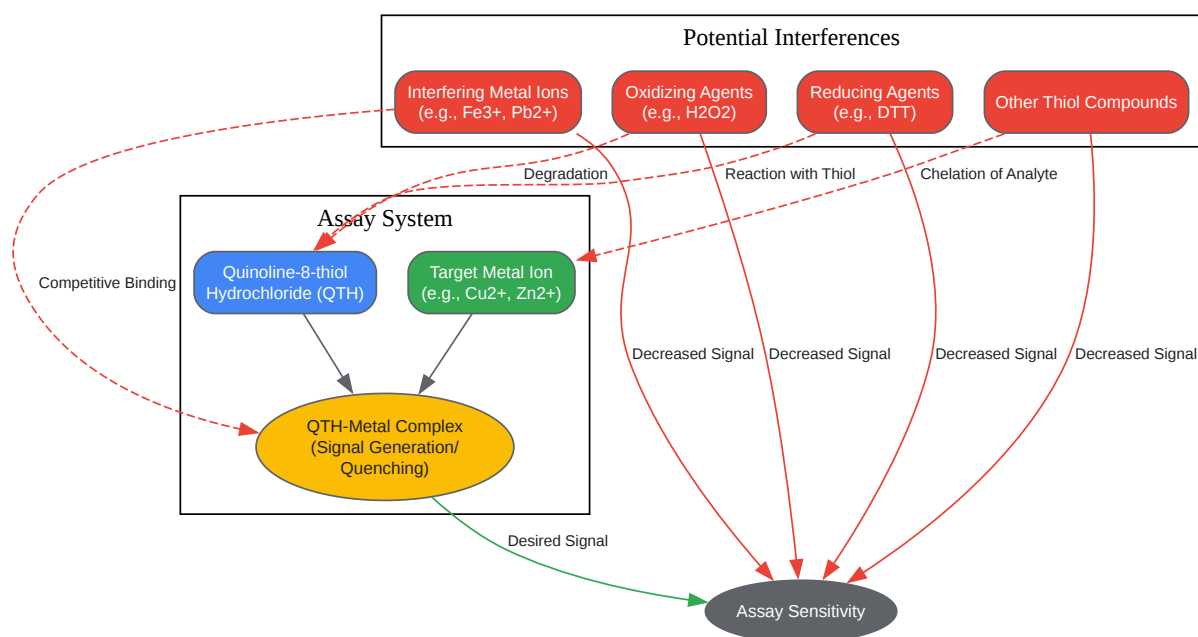 Potential Interferences
Interfering Metal Ions
(e.g., Fe3+, Pb2+)
Oxidizing Agents
(e.g., H2O2)
Reducing Agents
(e.g., DTT)
Other Thiol Compounds
Degradation
Reaction with Thiol
Chelation of Analyte
Assay System
Quinoline-8-thiol
Hydrochloride (QTH)
Target Metal Ion
(e.g., Cu2+, Zn2+)
Competitive Binding
Decreased Signal
Decreased Signal
Decreased Signal
Decreased Signal
QTH-Metal Complex
(Signal Generation/
Quenching)
Desired Signal
Assay Sensitivity